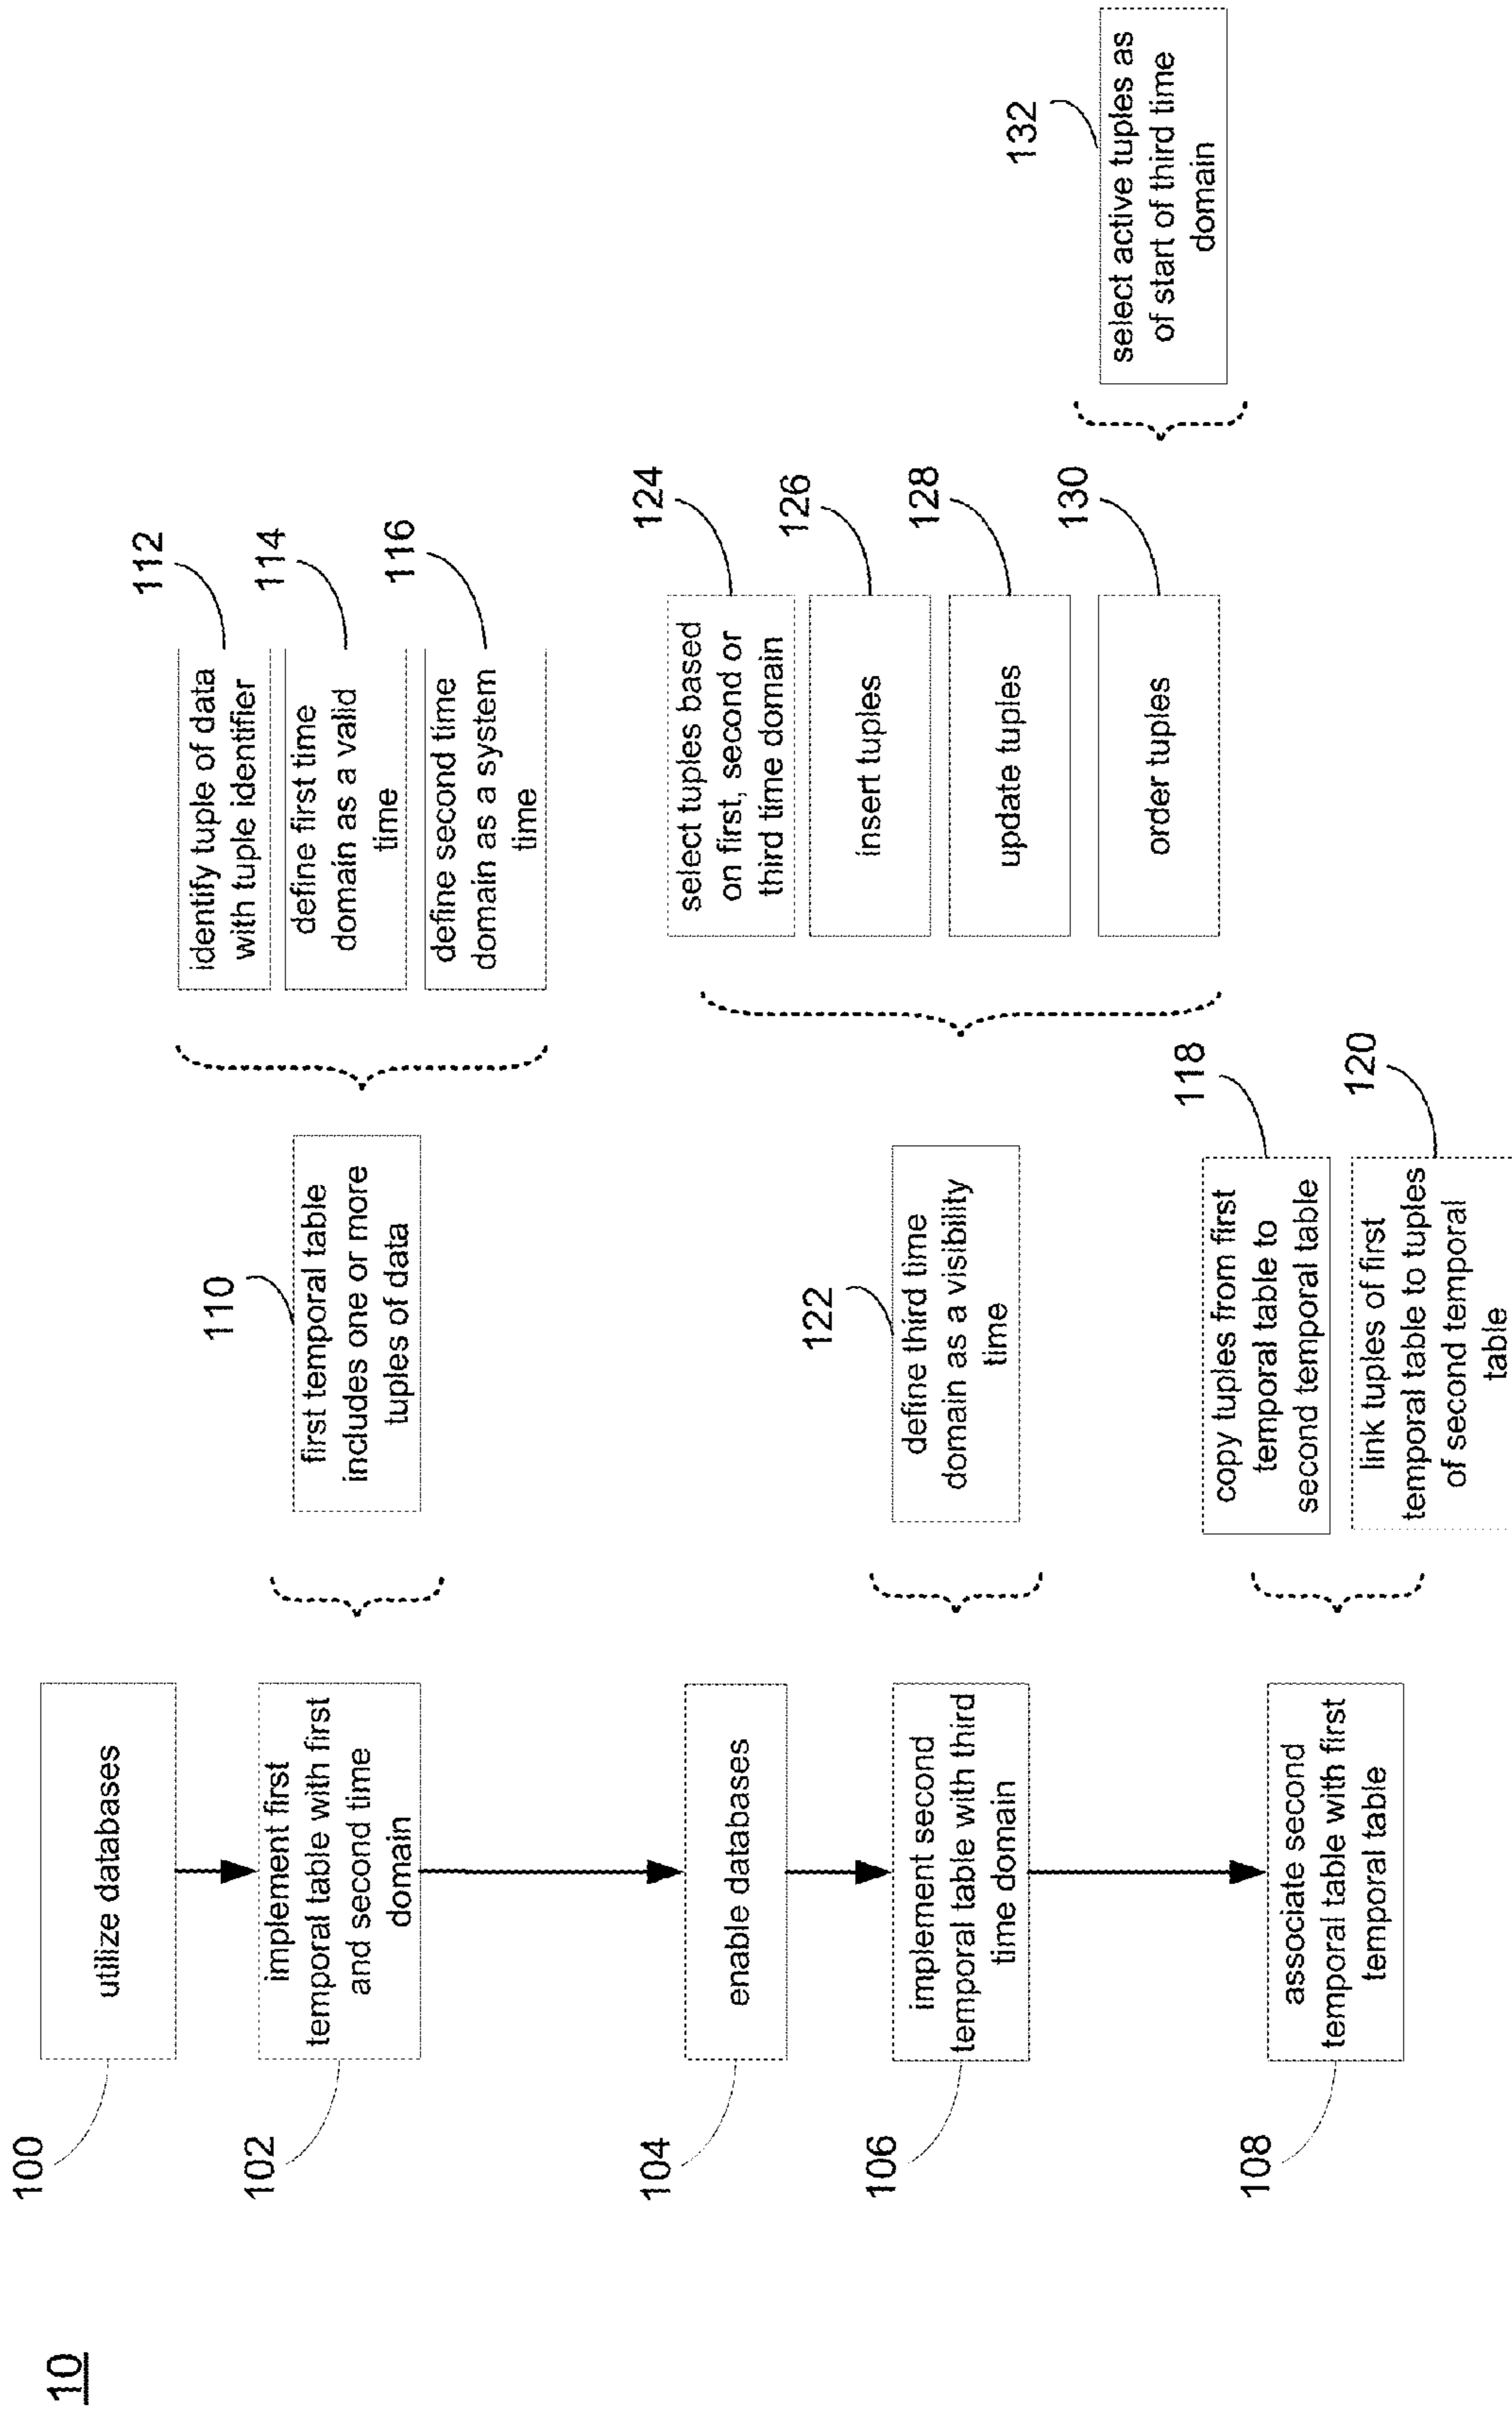 10
100
utilize databases
102
implement first
temporal table with first
and second time
domain
104
enable databases
106
implement second
temporal table with third
time domain
108
associate second
temporal table with first
temporal table
110
first temporal table
includes one or more
tuples of data
112
identify tuple of data
with tuple identifier
114
define first time
domain as a valid
time
116
define second time
domain as a system
time
122
define third time
domain as a visibility
time
118
copy tuples from first
temporal table to
second temporal table
120
link tuples of first
temporal table to tuples
of second temporal
table
124
select tuples based
on first, second or
third time domain
126
insert tuples
128
update tuples
130
order tuples
132
select active tuples as
of start of third time
domain